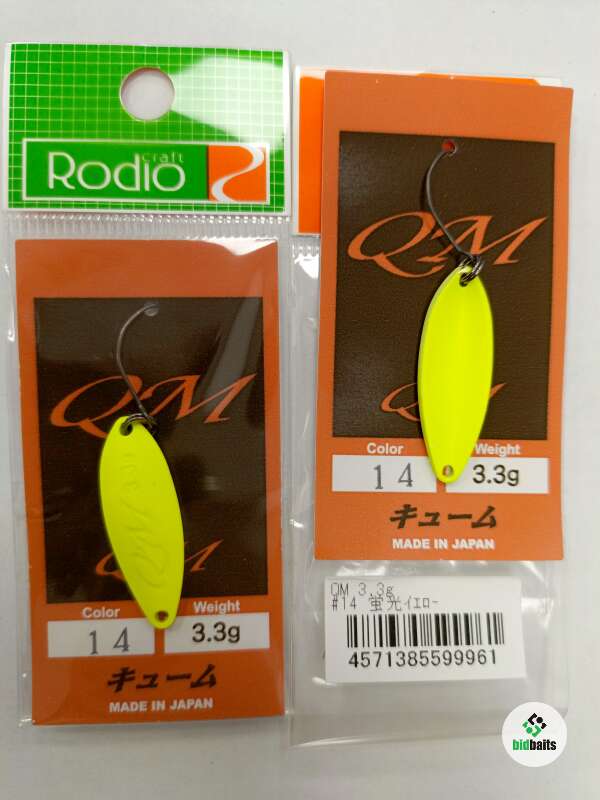 Rodio
craft
QM
QM
Color
Weight
14
3.3g
キューム
MADE IN JAPAN
QM
QM
Color
Weight
14
3.3g
キューム
MADE IN JAPAN
QM 3.3g
#14 蛍光ｲｴﾛｰ
4571385599961
bidbaits